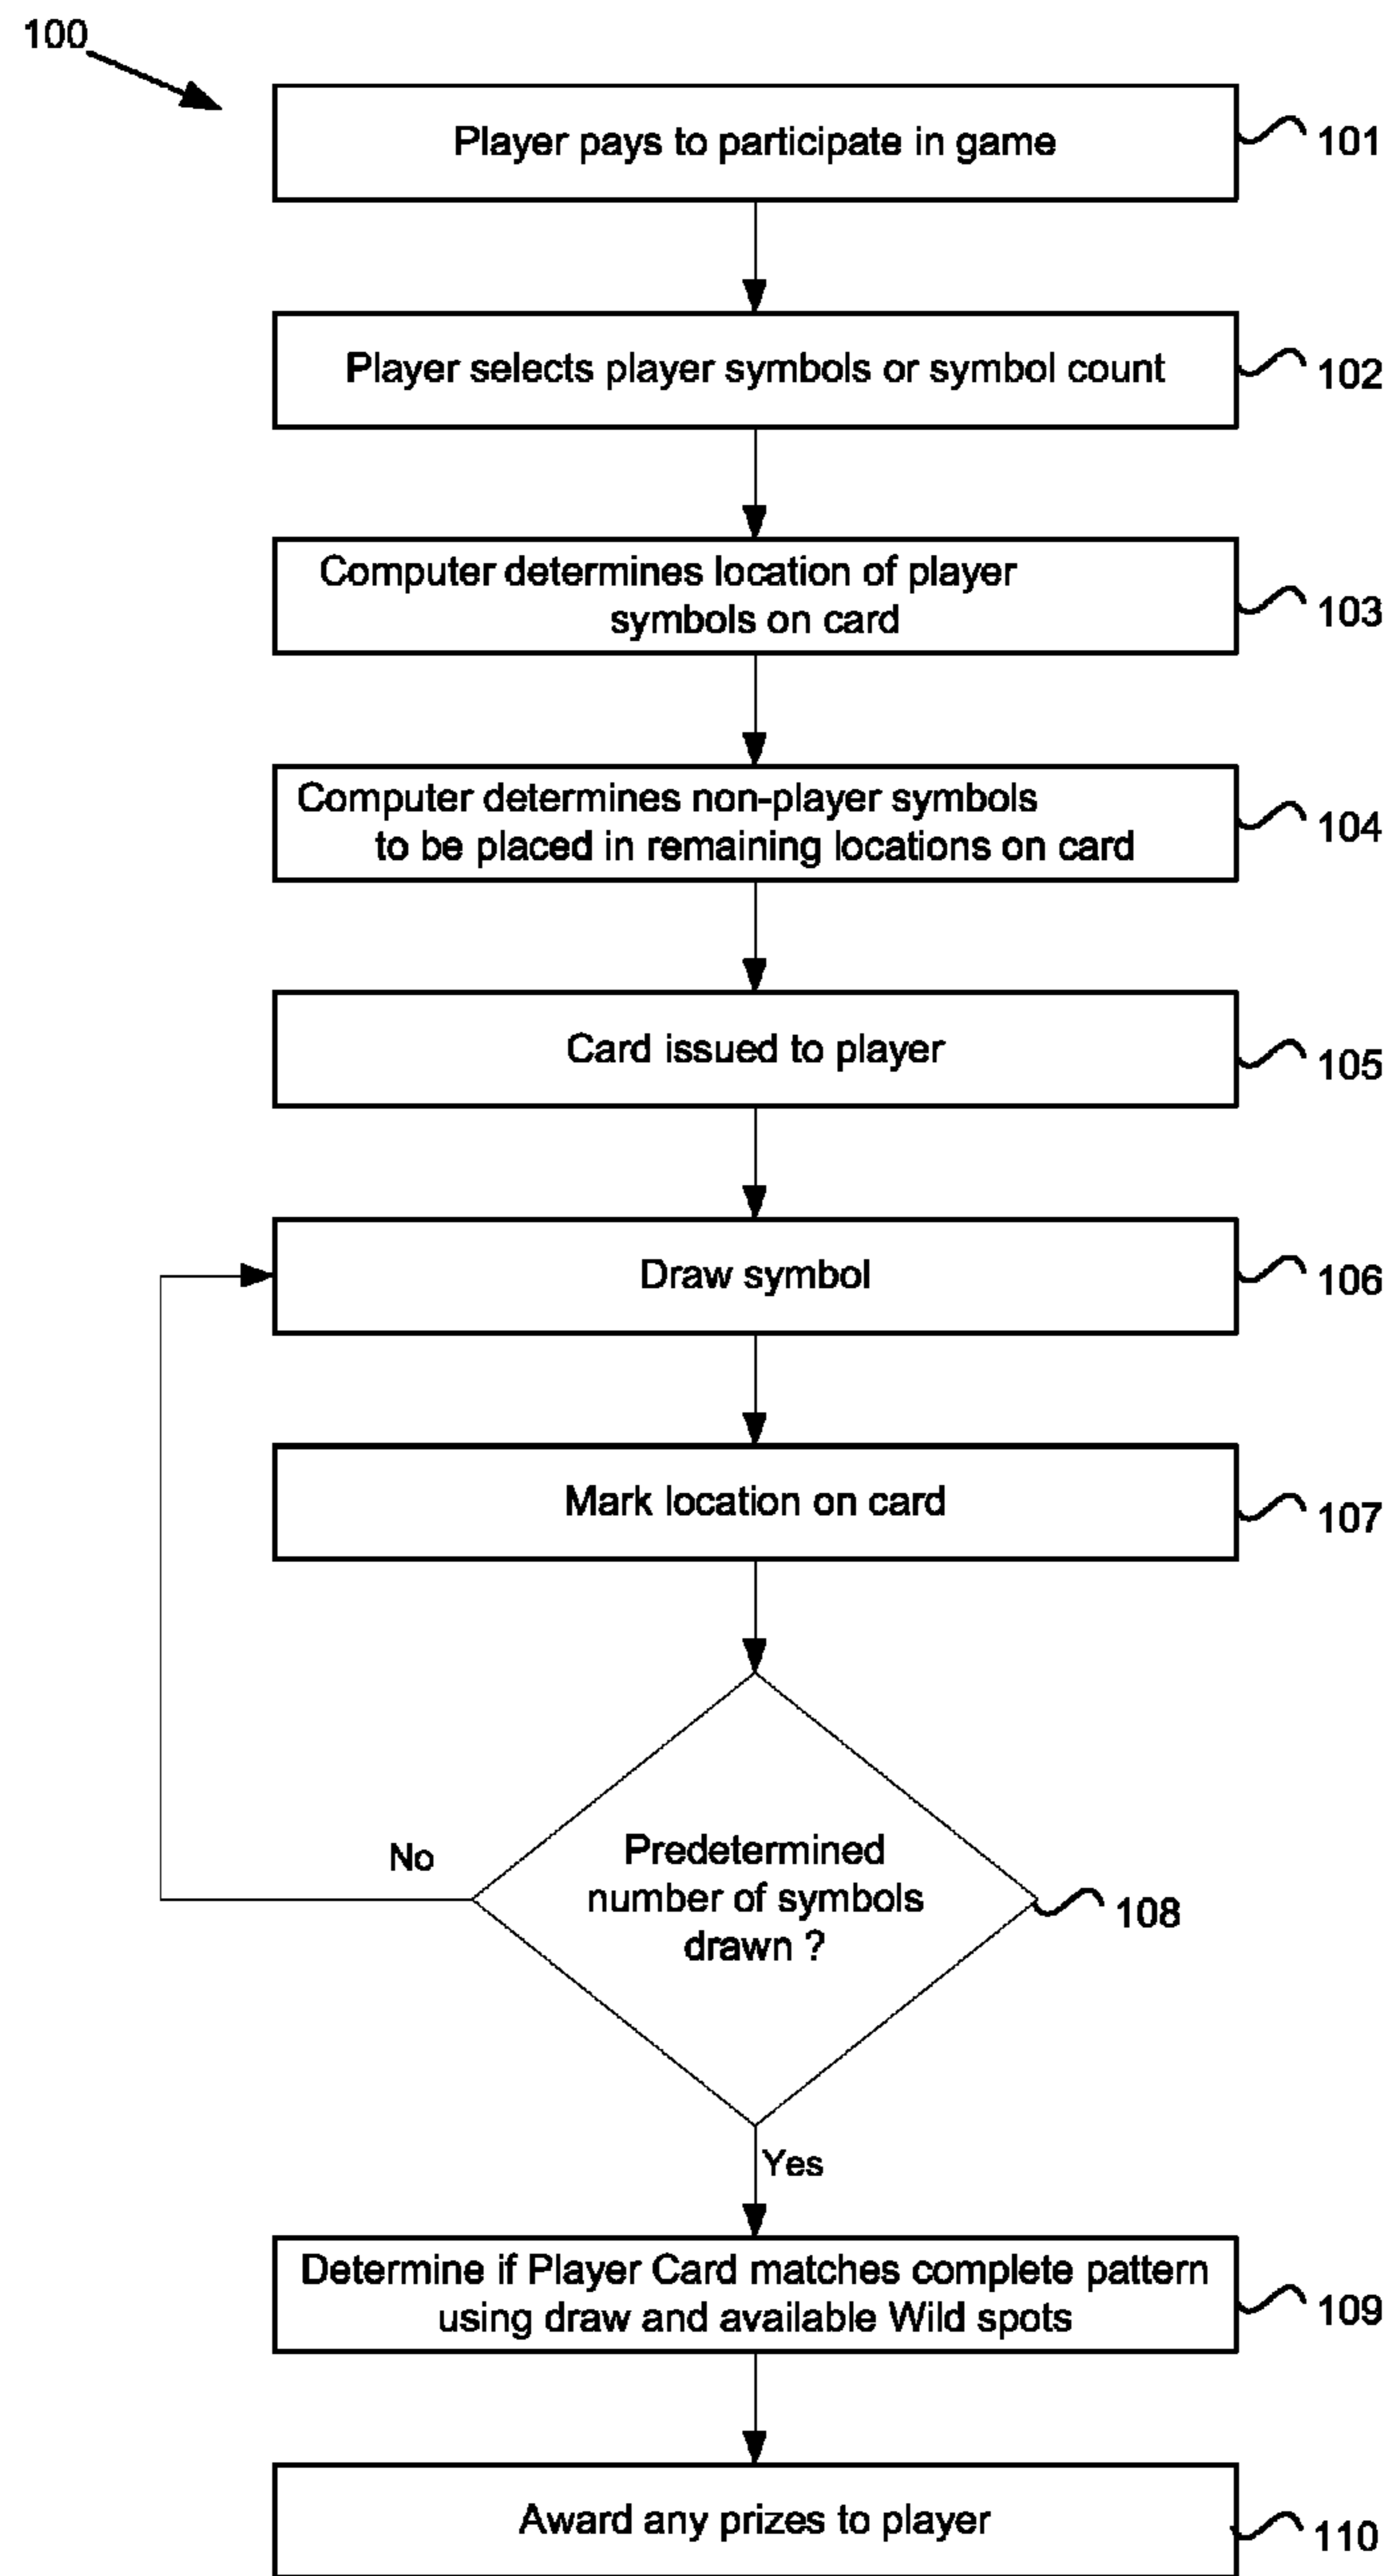 100
Player pays to participate in game
101
Player selects player symbols or symbol count
102
Computer determines location of player
symbols on card
103
Computer determines non-player symbols
to be placed in remaining locations on card
104
Card issued to player
105
Draw symbol
106
Mark location on card
107
No
Predetermined
number of symbols
drawn ?
108
Yes
Determine if Player Card matches complete pattern
using draw and available Wild spots
109
Award any prizes to player
110